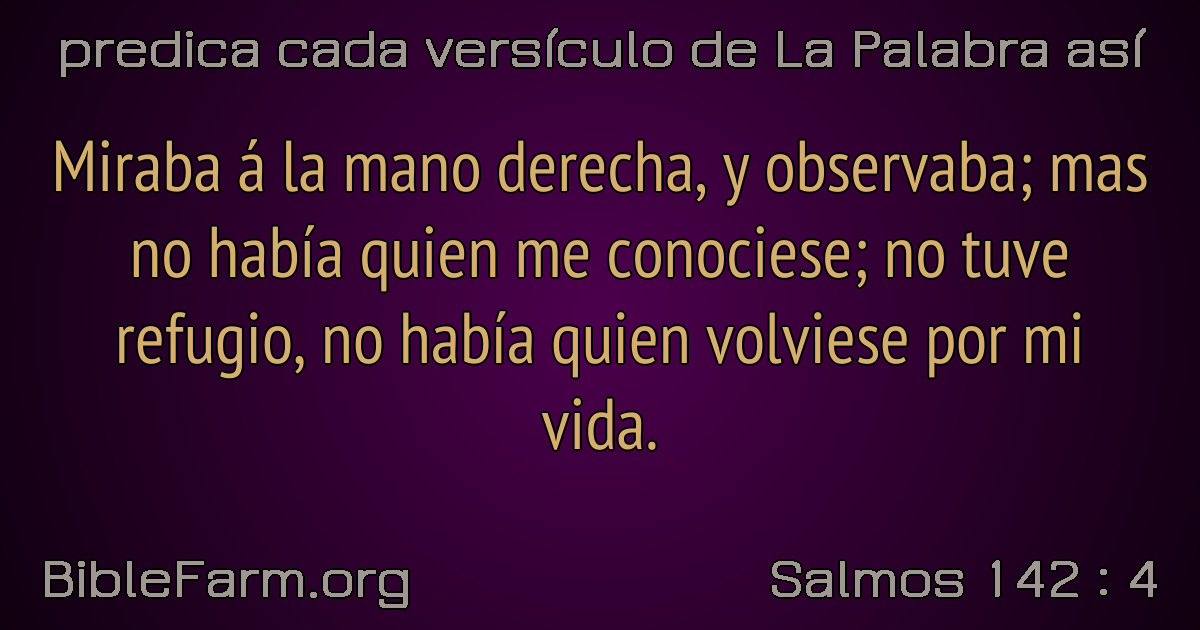 predica cada versículo de La Palabra así
Miraba á la mano derecha, y observaba; mas
no había quien me conociese; no tuve
refugio, no había quien volviese por mi
vida.
BibleFarm.org
Salmos 142 : 4